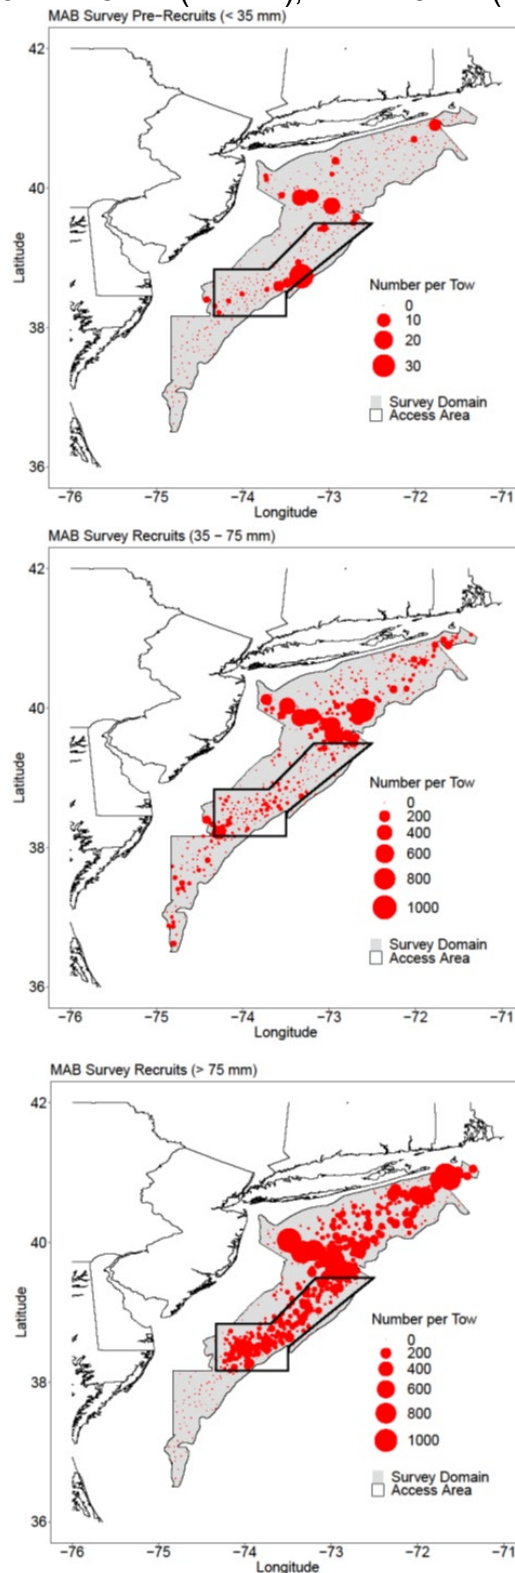 MAB Survey Pre−Recruits (< 35 mm)
42
40
38
36
Latitude
Number per Tow
0
10
20
30
Survey Domain
Access Area
−76 −75 −74 −73 −72 −71
Longitude
MAB Survey Recruits (35 − 75 mm)
42
40
38
36
Latitude
Number per Tow
0
200
400
600
800
1000
Survey Domain
Access Area
−76 −75 −74 −73 −72 −71
Longitude
MAB Survey Recruits (> 75 mm)
42
40
38
36
Latitude
Number per Tow
0
200
400
600
800
1000
Survey Domain
Access Area
−76 −75 −74 −73 −72 −71
Longitude